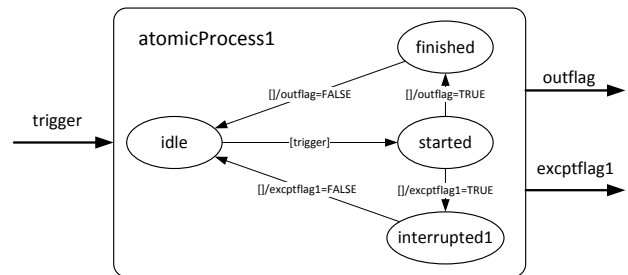 atomicProcess1
finished
outflag
[]/outflag=FALSE
[]/outflag=TRUE
trigger
idle
[trigger]
started
excptflag1
[]/excptflag1=FALSE
[]/excptflag1=TRUE
interrupted1